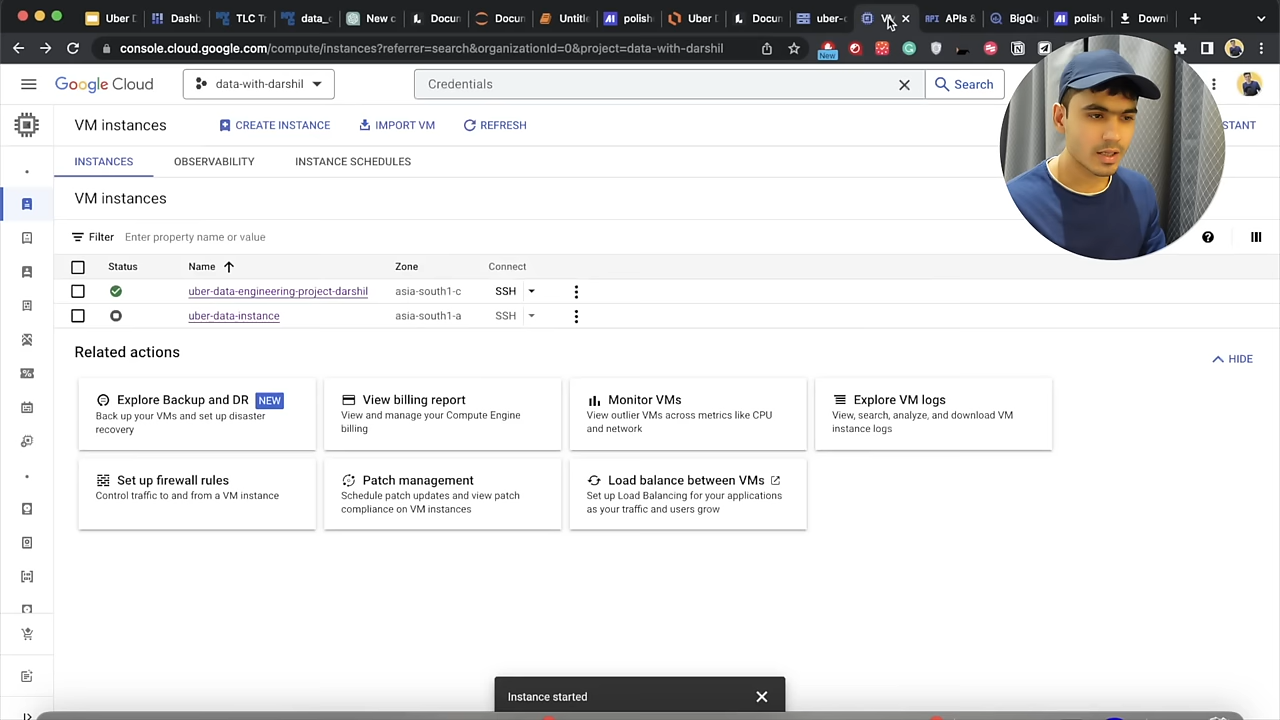 Uber D
Dashb
TLC Tr
data_c
New c
Docum
Docum
Untitle
polish
Uber D
Docum
uber-c
VM
APIs &
BigQu
polish
Downl
console.cloud.google.com/compute/instances?referrer=search&organizationId=0&project=data-with-darshil
New
Google Cloud
data-with-darshil
Credentials
Search
VM instances
CREATE INSTANCE
IMPORT VM
REFRESH
STANT
INSTANCES
OBSERVABILITY
INSTANCE SCHEDULES
VM instances
Filter
Enter property name or value
Status
Name
Zone
Connect
uber-data-engineering-project-darshil
asia-south1-c
SSH
uber-data-instance
asia-south1-a
SSH
Related actions
HIDE
Explore Backup and DR
NEW
Back up your VMs and set up disaster
recovery
View billing report
View and manage your Compute Engine
billing
Monitor VMs
View outlier VMs across metrics like CPU
and network
Explore VM logs
View, search, analyze, and download VM
instance logs
Set up firewall rules
Control traffic to and from a VM instance
Patch management
Schedule patch updates and view patch
compliance on VM instances
Load balance between VMs
Set up Load Balancing for your applications
as your traffic and users grow
Instance started